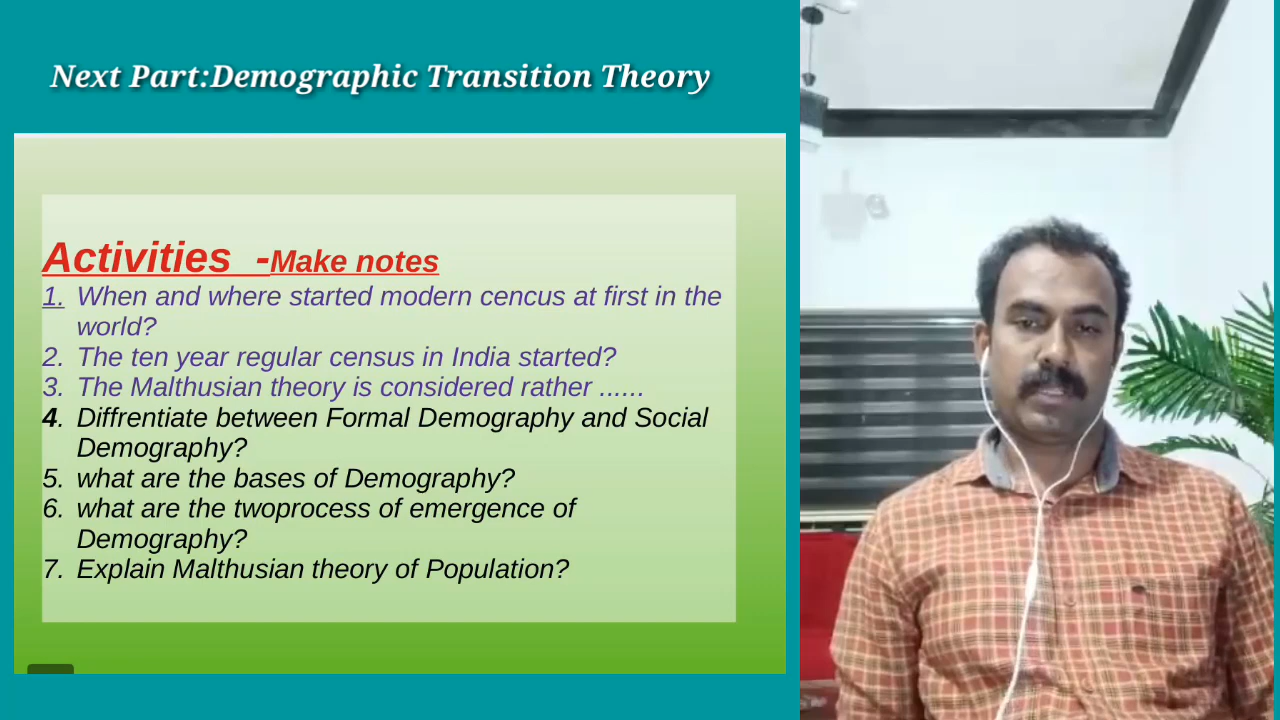 Next Part:Demographic Transition Theory
Activities -Make notes
1. When and where started modern cencus at first in the
world?
2. The ten year regular census in India started?
3. The Malthusian theory is considered rather ......
4. Diffrentiate between Formal Demography and Social
Demography?
5. what are the bases of Demography?
6. what are the twoprocess of emergence of
Demography?
7. Explain Malthusian theory of Population?